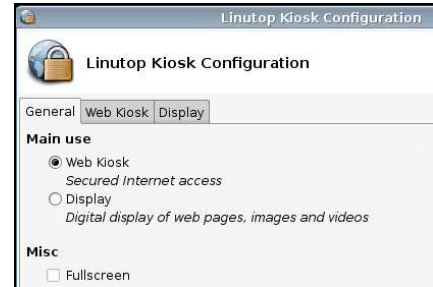 Linutop Kiosk Configuration
Linutop Kiosk Configuration
General Web Kiosk Display
Main use
Web Kiosk
Secured Internet access
Display
Digital display of web pages, images and videos
Misc
Fullscreen